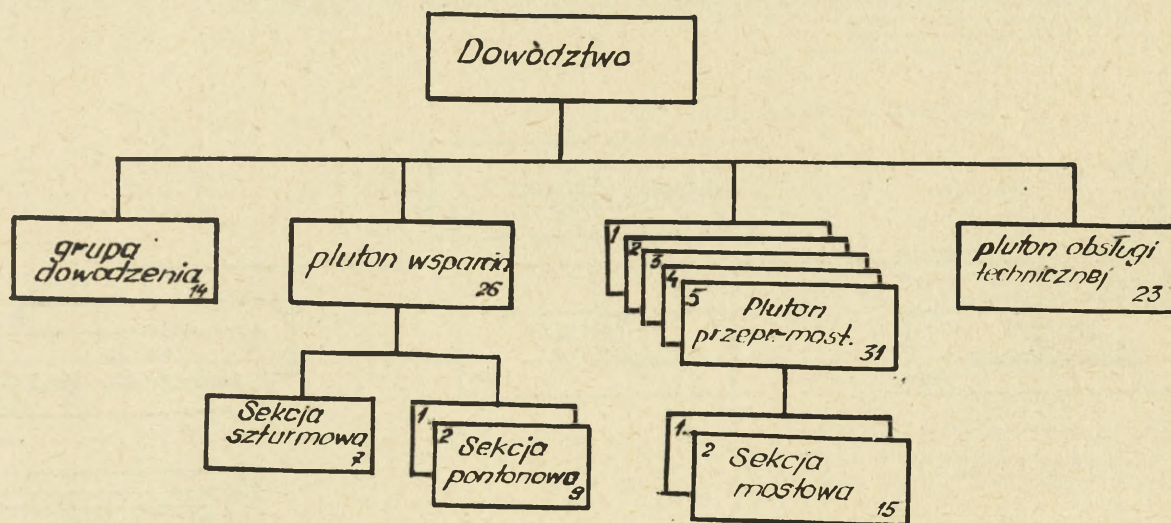 Dowództwo
grupa
dowodzenia
14
pluton wsparcia
26
1
2
3
4
5
Pluton
przepr-most.
31
pluton obsługi
technicznej
23
Sekcja
szturmowa
7
1
2
Sekcja
pontonowa
9
1
2 Sekcja
mostowa
15